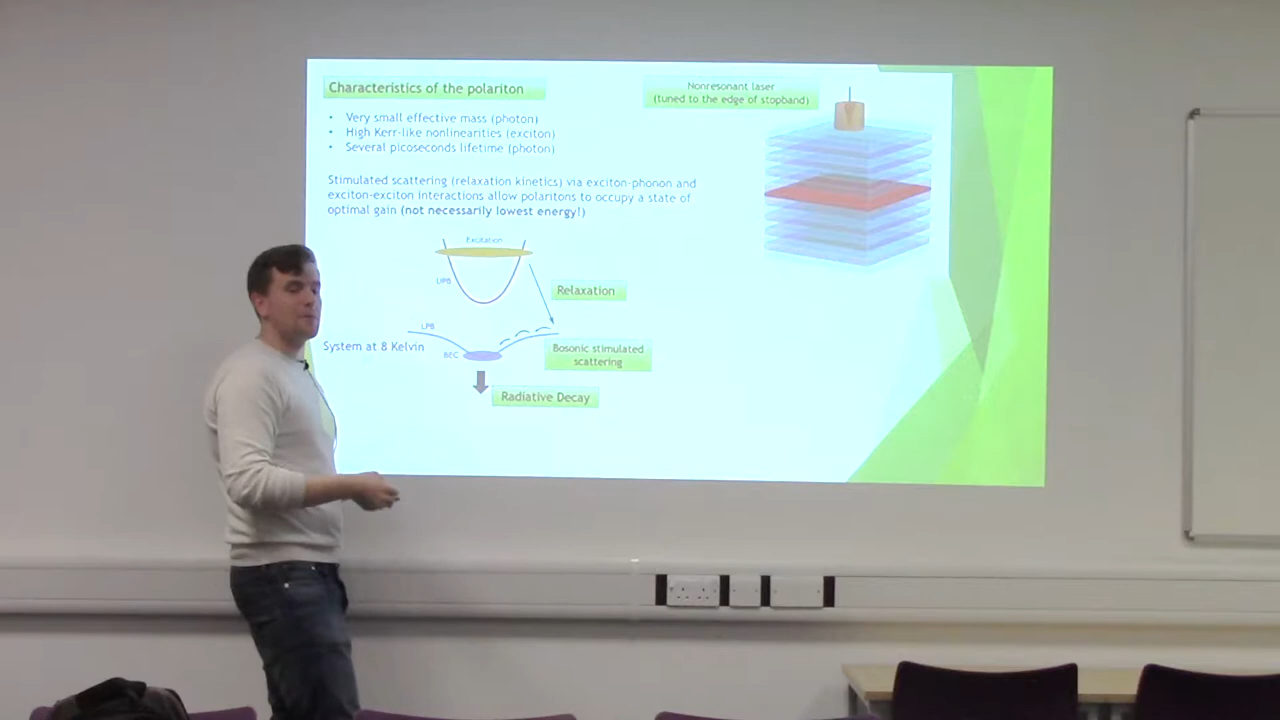 Characteristics of the polariton
• Very small effective mass (photon)
• High Kerr-like nonlinearities (exciton)
• Several picoseconds lifetime (photon)
Stimulated scattering (relaxation kinetics) via exciton-phonon and
exciton-exciton interactions allow polaritons to occupy a state of
optimal gain (not necessarily lowest energy!)
Nonresonant laser
(tuned to the edge of stopband)
Excitation
UPB
Relaxation
LPB
System at 8 Kelvin
BEC
Bosonic stimulated
scattering
Radiative Decay